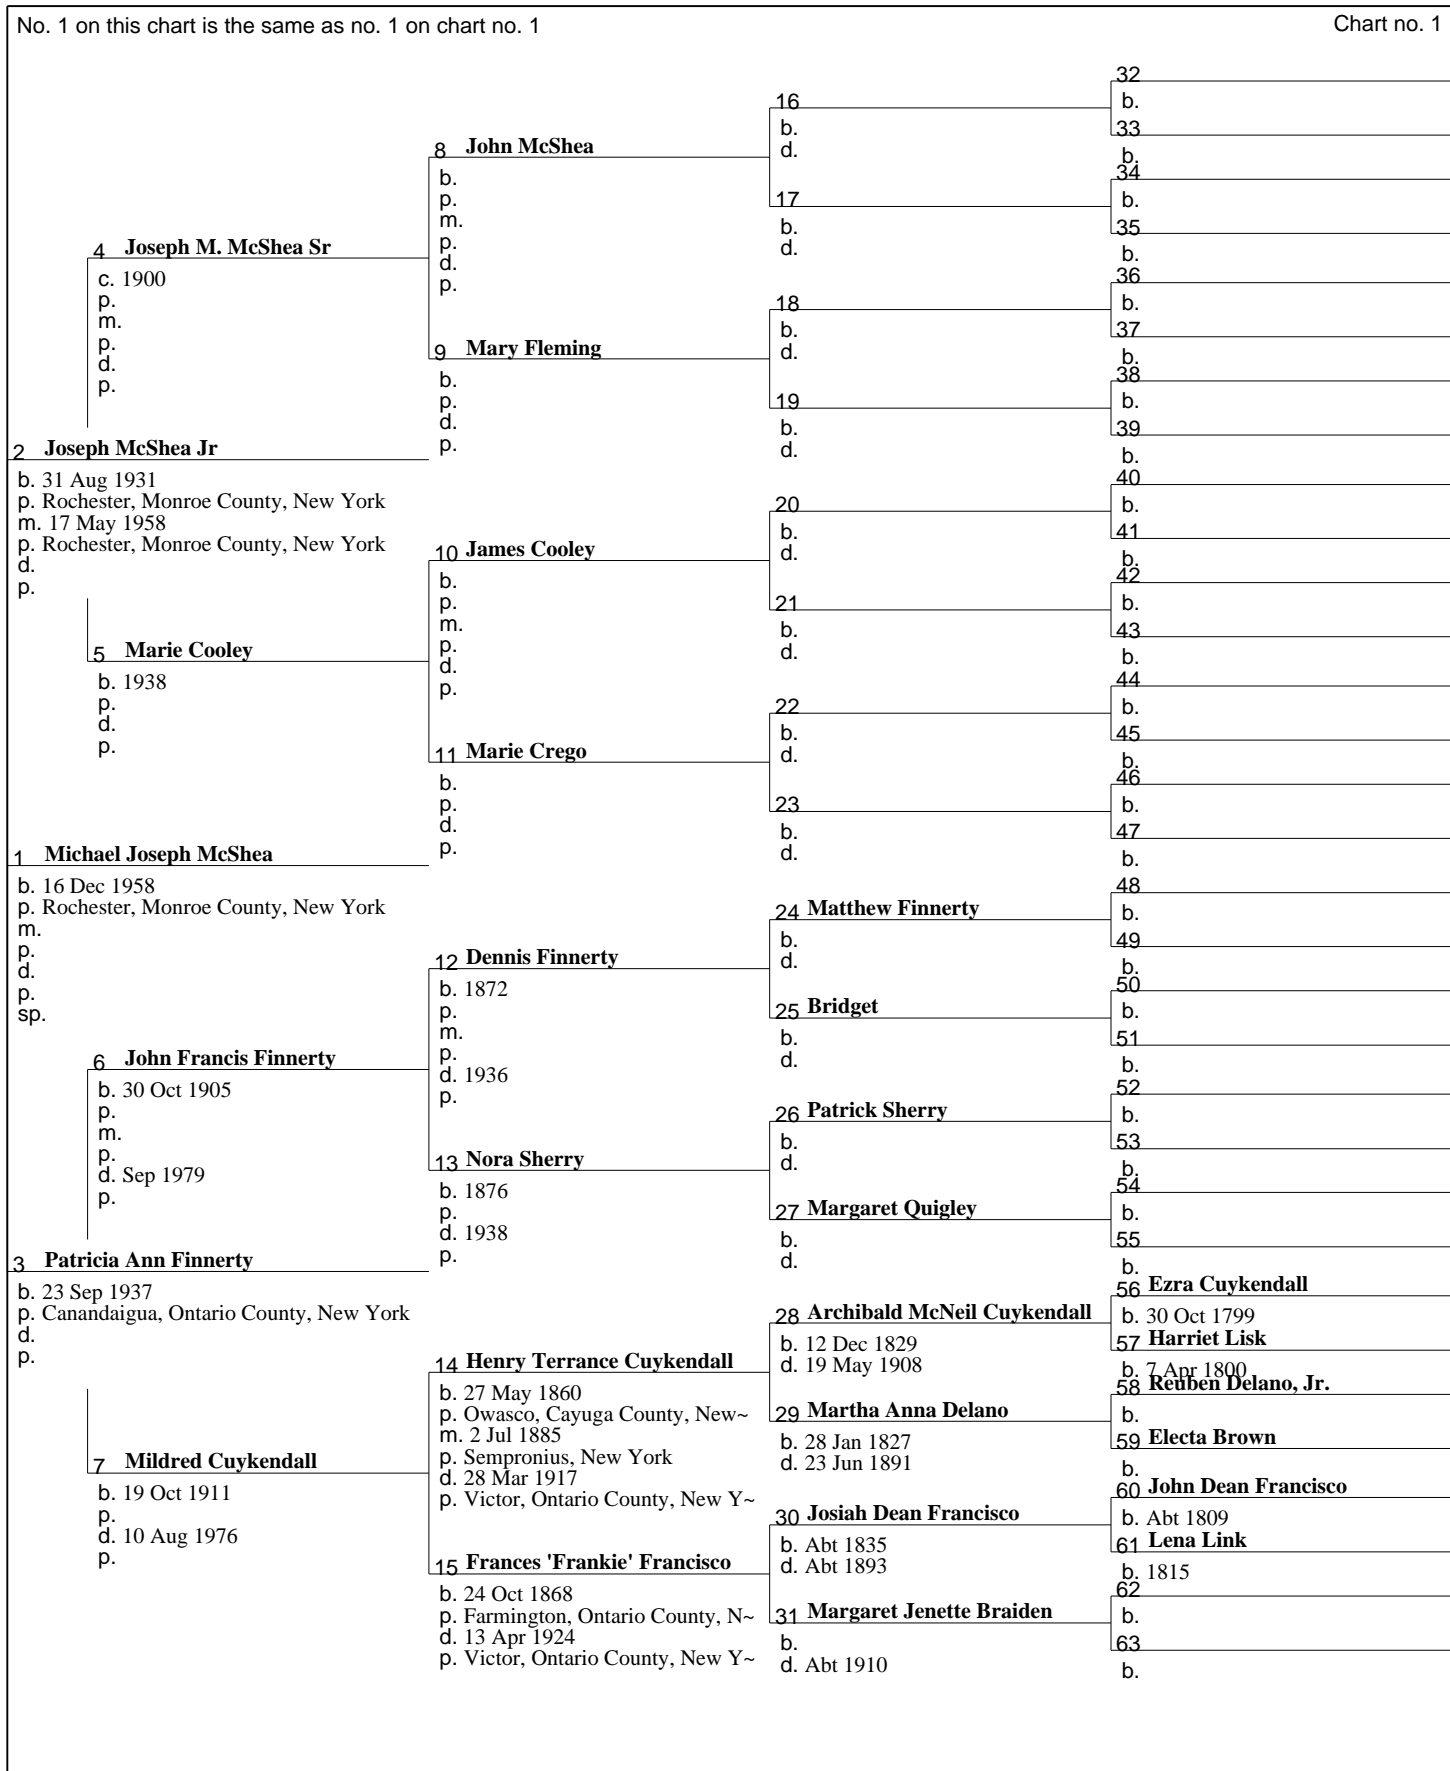 No. 1 on this chart is the same as no. 1 on chart no. 1
Chart no. 1
2 Joseph McShea Jr
b. 31 Aug 1931
p. Rochester, Monroe County, New York
m. 17 May 1958
p. Rochester, Monroe County, New York
d.
p.
1 Michael Joseph McShea
b. 16 Dec 1958
p. Rochester, Monroe County, New York
m.
p.
d.
p.
sp.
3 Patricia Ann Finnerty
b. 23 Sep 1937
p. Canandaigua, Ontario County, New York
d.
p.
4 Joseph M. McShea Sr
c. 1900
p.
m.
p.
d.
p.
5 Marie Cooley
b. 1938
p.
d.
p.
6 John Francis Finnerty
b. 30 Oct 1905
p.
m.
p.
d. Sep 1979
p.
7 Mildred Cuykendall
b. 19 Oct 1911
p.
d. 10 Aug 1976
p.
8 John McShea
b.
p.
m.
p.
d.
p.
9 Mary Fleming
b.
p.
d.
p.
10 James Cooley
b.
p.
m.
p.
d.
p.
11 Marie Crego
b.
p.
d.
p.
12 Dennis Finnerty
b. 1872
p.
m.
p.
d. 1936
p.
13 Nora Sherry
b. 1876
p.
d. 1938
p.
14 Henry Terrance Cuykendall
b. 27 May 1860
p. Owasco, Cayuga County, New~
m. 2 Jul 1885
p. Sempronius, New York
d. 28 Mar 1917
p. Victor, Ontario County, New Y~
15 Frances 'Frankie' Francisco
b. 24 Oct 1868
p. Farmington, Ontario County, N~
d. 13 Apr 1924
p. Victor, Ontario County, New Y~
16
b.
d.
17
b.
d.
18
b.
d.
19
b.
d.
20
b.
d.
21
b.
d.
22
b.
d.
23
b.
d.
24 Matthew Finnerty
b.
d.
25 Bridget
b.
d.
26 Patrick Sherry
b.
d.
27 Margaret Quigley
b.
d.
28 Archibald McNeil Cuykendall
b. 12 Dec 1829
d. 19 May 1908
29 Martha Anna Delano
b. 28 Jan 1827
d. 23 Jun 1891
30 Josiah Dean Francisco
b. Abt 1835
d. Abt 1893
31 Margaret Jenette Braiden
b.
d. Abt 1910
32
b.
33
b.
34
b.
35
b.
36
b.
37
b.
38
b.
39
b.
40
b.
41
b.
42
b.
43
b.
44
b.
45
b.
46
b.
47
b.
48
b.
49
b.
50
b.
51
b.
52
b.
53
b.
54
b.
55
b.
56 Ezra Cuykendall
b. 30 Oct 1799
57 Harriet Lisk
b. 7 Apr 1800
58 Reuben Delano, Jr.
b.
59 Electa Brown
b.
60 John Dean Francisco
b. Abt 1809
61 Lena Link
b. 1815
62
b.
63
b.